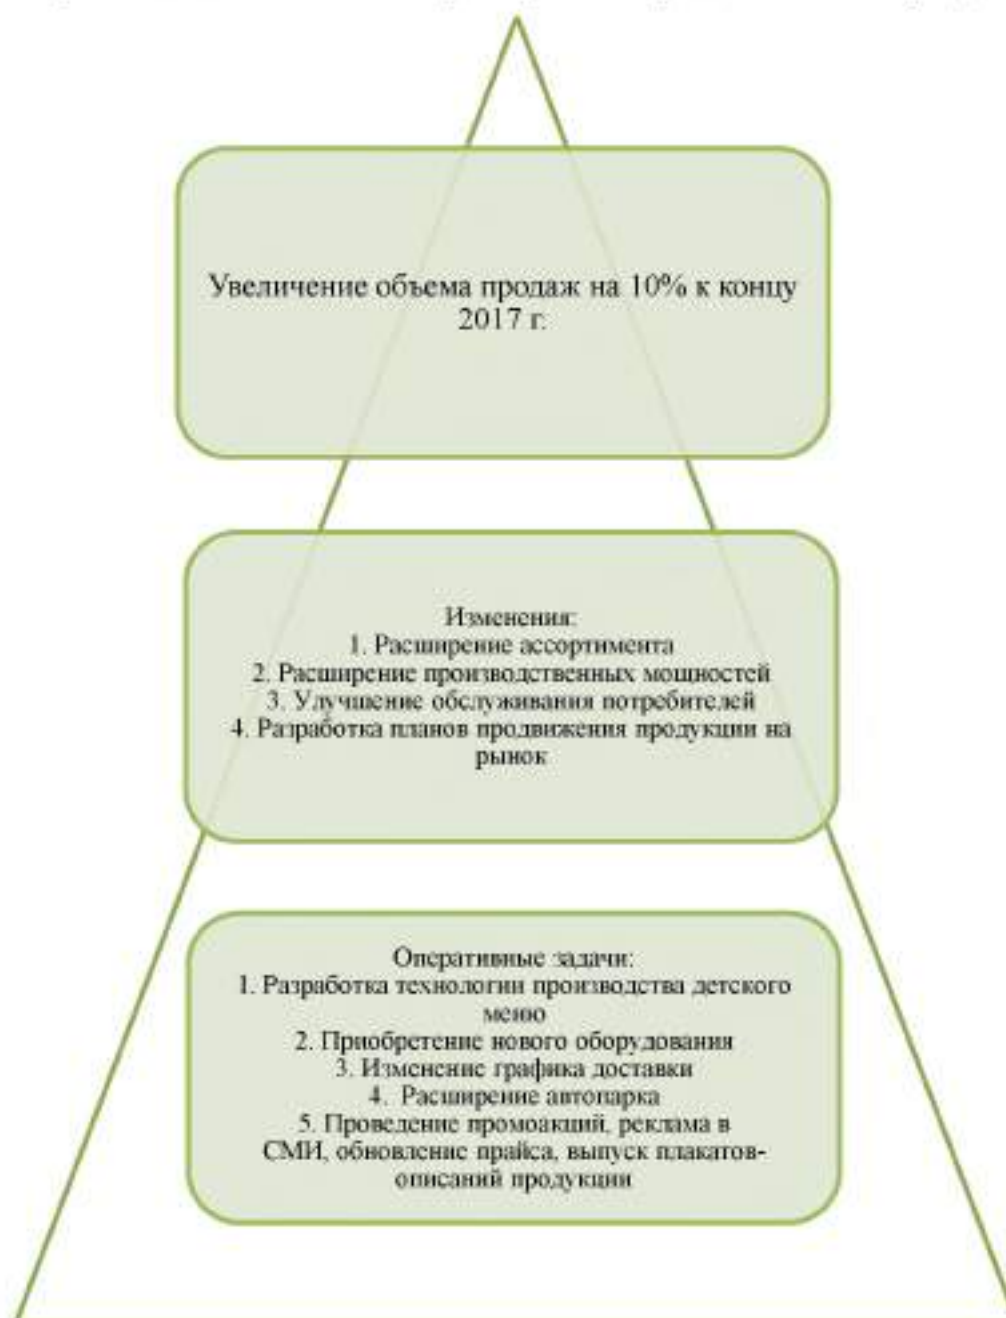 Увеличение объема продаж на 10% к концу
2017 г.
Изменения:
1. Расширение ассортимента
2. Расширение производственных мощностей
3. Улучшение обслуживания потребителей
4. Разработка планов продвижения продукции на
рынок
Оперативные задачи:
1. Разработка технологии производства детского
меню
2. Приобретение нового оборудования
3. Изменение графика доставки
4. Расширение автопарка
5. Проведение промоакций, реклама в
СМИ, обновление прайса, выпуск плакатов-
описаний продукции